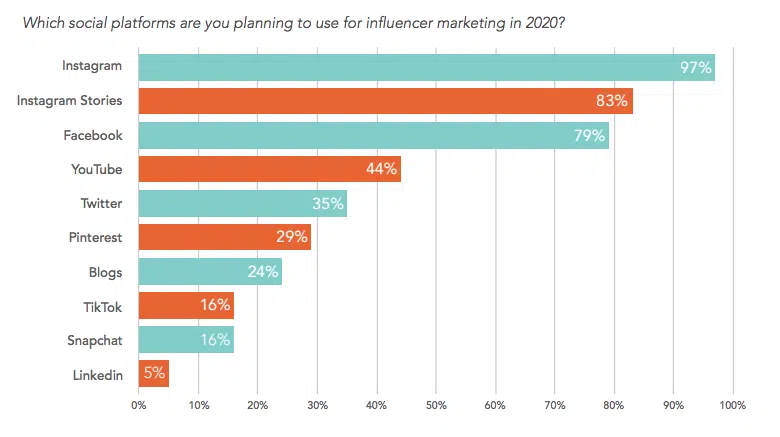 Which social platforms are you planning to use for influencer marketing in 2020?
Instagram 97%
Instagram Stories 83%
Facebook 79%
YouTube 44%
Twitter 35%
Pinterest 29%
Blogs 24%
TikTok 16%
Snapchat 16%
Linkedin 5%
0% 10% 20% 30% 40% 50% 60% 70% 80% 90% 100%